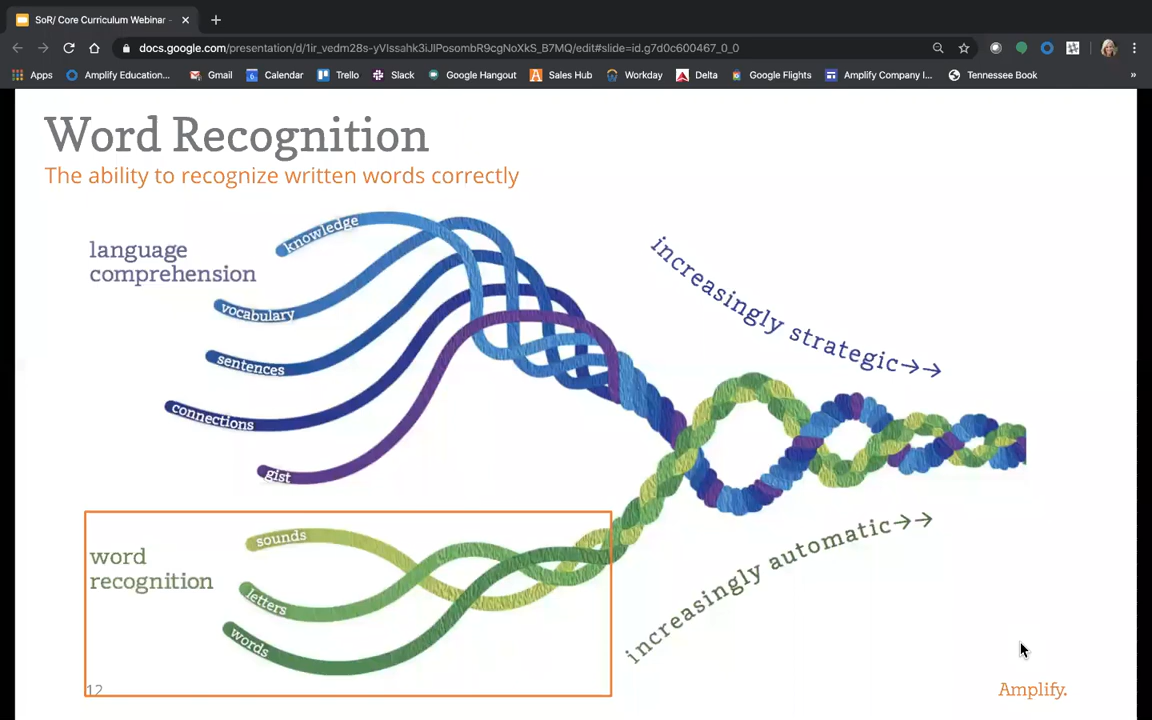 SoR/ Core Curriculum Webinar -
docs.google.com/presentation/d/1ir_vedm28s-yVIssahk3iJlPosombR9cgNoXkS_B7MQ/edit#slide=id.g7d0c600467_0_0
Apps Amplify Education... Gmail Calendar Trello Slack Google Hangout Sales Hub Workday Delta Google Flights Amplify Company I... Tennesee Book »
Word Recognition
The ability to recognize written words correctly
language
comprehension
knowledge
vocabulary
sentences
connections
gist
increasingly strategic→→
word
recognition
sounds
letters
words
increasingly automatic→→
12
Amplify.